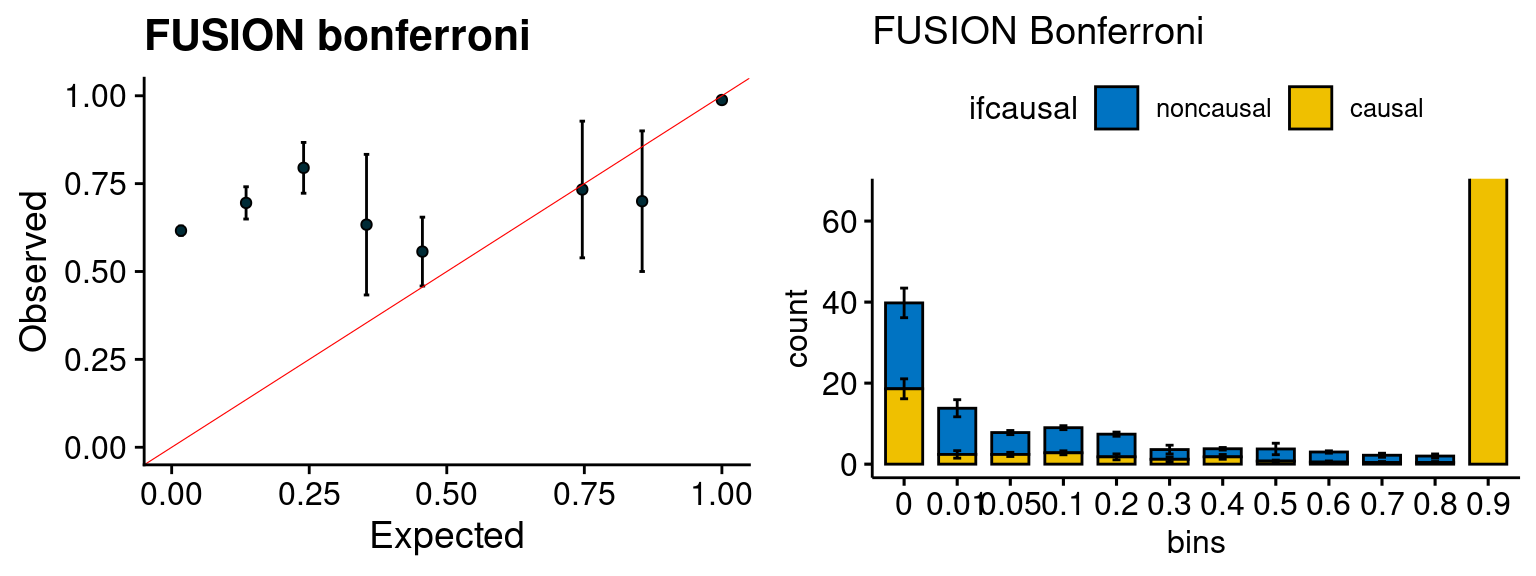 FUSION bonferroni
1.00
0.75
0.50
0.25
0.00
Observed
0.00 0.25 0.50 0.75 1.00
Expected
FUSION Bonferroni
ifcausal noncausal causal
60
40
20
0
count
0 0.01 0.05 0.1 0.2 0.3 0.4 0.5 0.6 0.7 0.8 0.9
bins